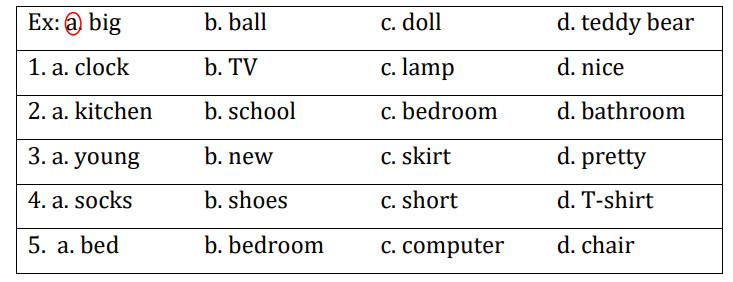 Ex: a. big b. ball c. doll d. teddy bear
1. a. clock b. TV c. lamp d. nice
2. a. kitchen b. school c. bedroom d. bathroom
3. a. young b. new c. skirt d. pretty
4. a. socks b. shoes c. short d. T-shirt
5. a. bed b. bedroom c. computer d. chair